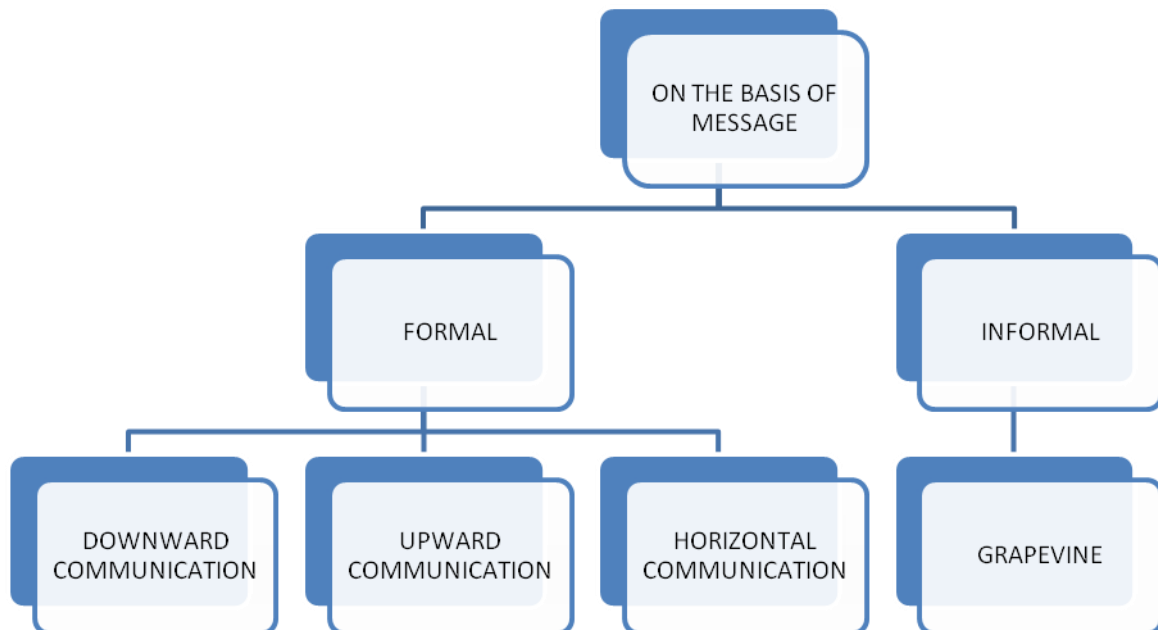 ON THE BASIS OF
MESSAGE
FORMAL
INFORMAL
DOWNWARD
COMMUNICATION
UPWARD
COMMUNICATION
HORIZONTAL
COMMUNICATION
GRAPEVINE